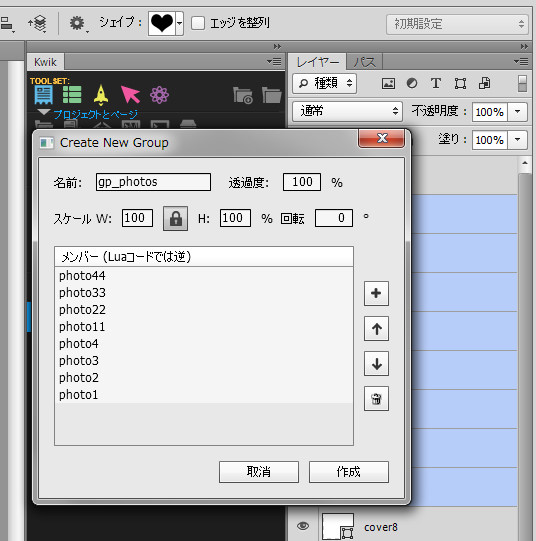 シェイプ： エッジを整列 初期設定
Kwik
レイヤー パス
TOOLSET:
プロジェクトとページ
種類
通常 不透明度： 100%
塗り： 100%
Create New Group
名前: gp_photos 透過度: 100 %
スケール W: 100 H: 100 % 回転 0 °
メンバー (Luaコードでは逆)
photo44
photo33
photo22
photo11
photo4
photo3
photo2
photo1
取消 作成
cover8